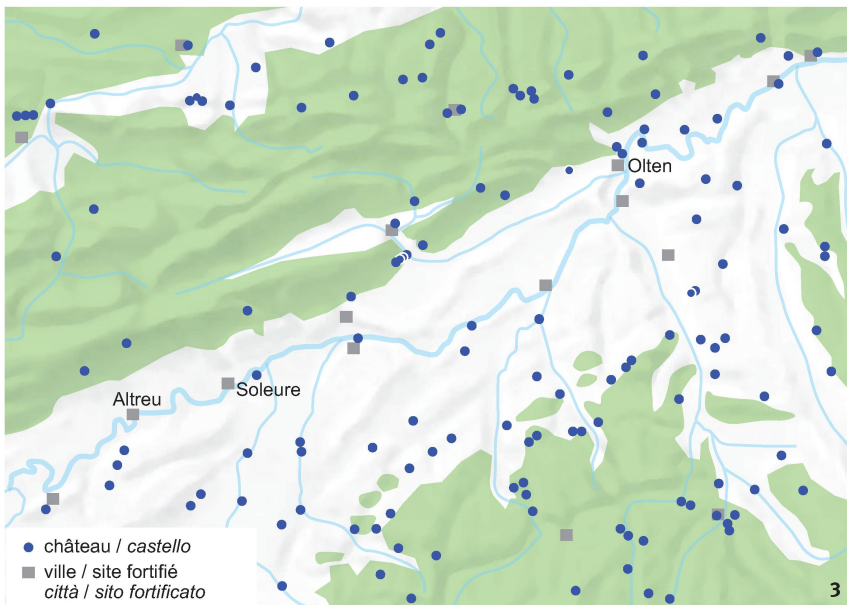 Olten
Soleure
Altreu
château / castello
ville / site fortifié
città / sito fortificato
3